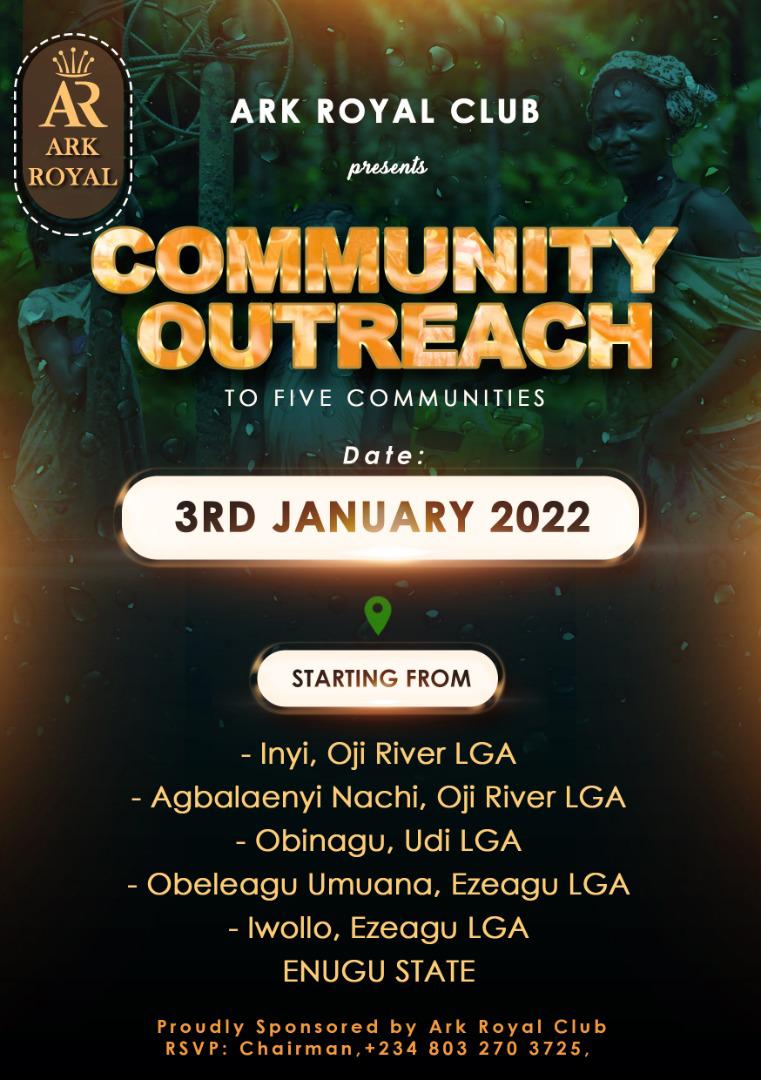 AR
ARK
ROYAL
ARK ROYAL CLUB
presents
COMMUNITY
OUTREACH
TO FIVE COMMUNITIES
Date:
3RD JANUARY 2022
STARTING FROM
- Inyi, Oji River LGA
- Agbalaenyi Nachi, Oji River LGA
- Obinagu, Udi LGA
- Obeleagu Umuana, Ezeagu LGA
- Iwollo, Ezeagu LGA
ENUGU STATE
Proudly Sponsored by Ark Royal Club
RSVP: Chairman,+234 803 270 3725,